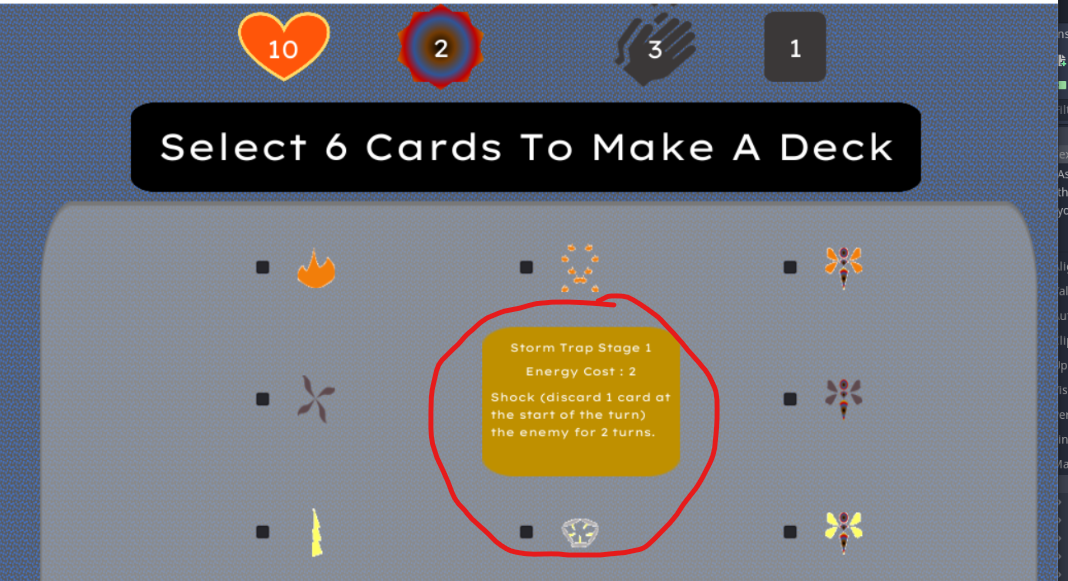 10 2 3 1
Select 6 Cards To Make A Deck
Storm Trap Stage 1
Energy Cost : 2
Shock (discard 1 card at
the start of the turn)
the enemy for 2 turns.